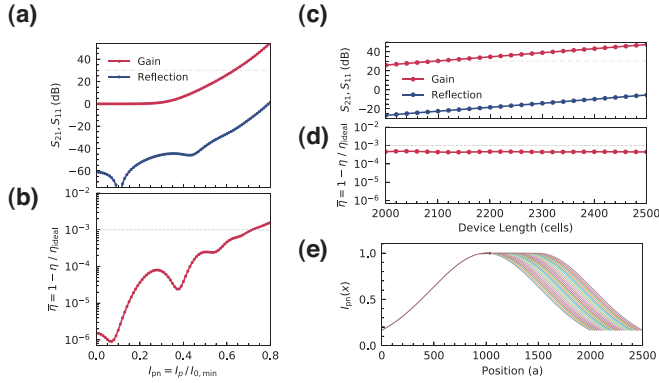 (a)
Gain
Reflection
S21, S11 (dB)
40
20
0
−20
−40
−60
(b)
η̅ = 1 − η / ηideal
10−2
10−3
10−4
10−5
10−6
0.0 0.2 0.4 0.6 0.8
Ipn = Ip / I0,min
(c)
S21, S11 (dB)
40
20
0
−20
Gain
Reflection
(d)
η̅ = 1 − η / ηideal
10−2
10−3
10−4
10−5
10−6
2000 2100 2200 2300 2400 2500
Device Length (cells)
(e)
Ipn(x)
1.0
0.5
0.0
0 500 1000 1500 2000 2500
Position (a)